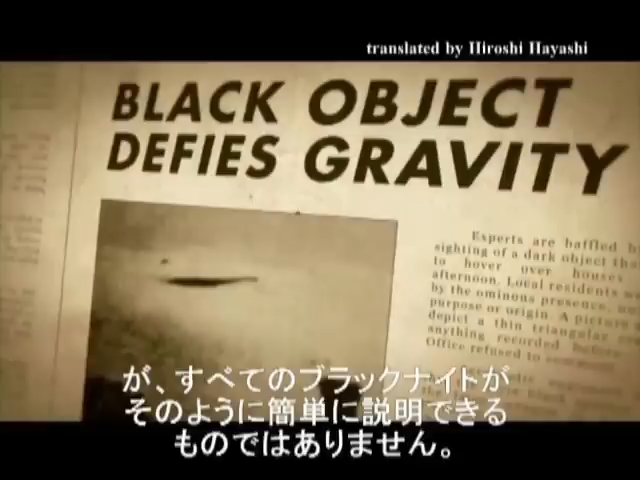 translated by Hiroshi Hayashi
BLACK OBJECT
DEFIES GRAVITY
Experts are baffled b
sighting of a dark object tha
to hover over houses
afternoon. Local residents w
by the ominous presence,
purpose or origin. A picture
depict a thin triangular
anything recorded
Office refused to comment.
が、すべてのブラックナイトが
そのように簡単に説明できる
ものではありません。